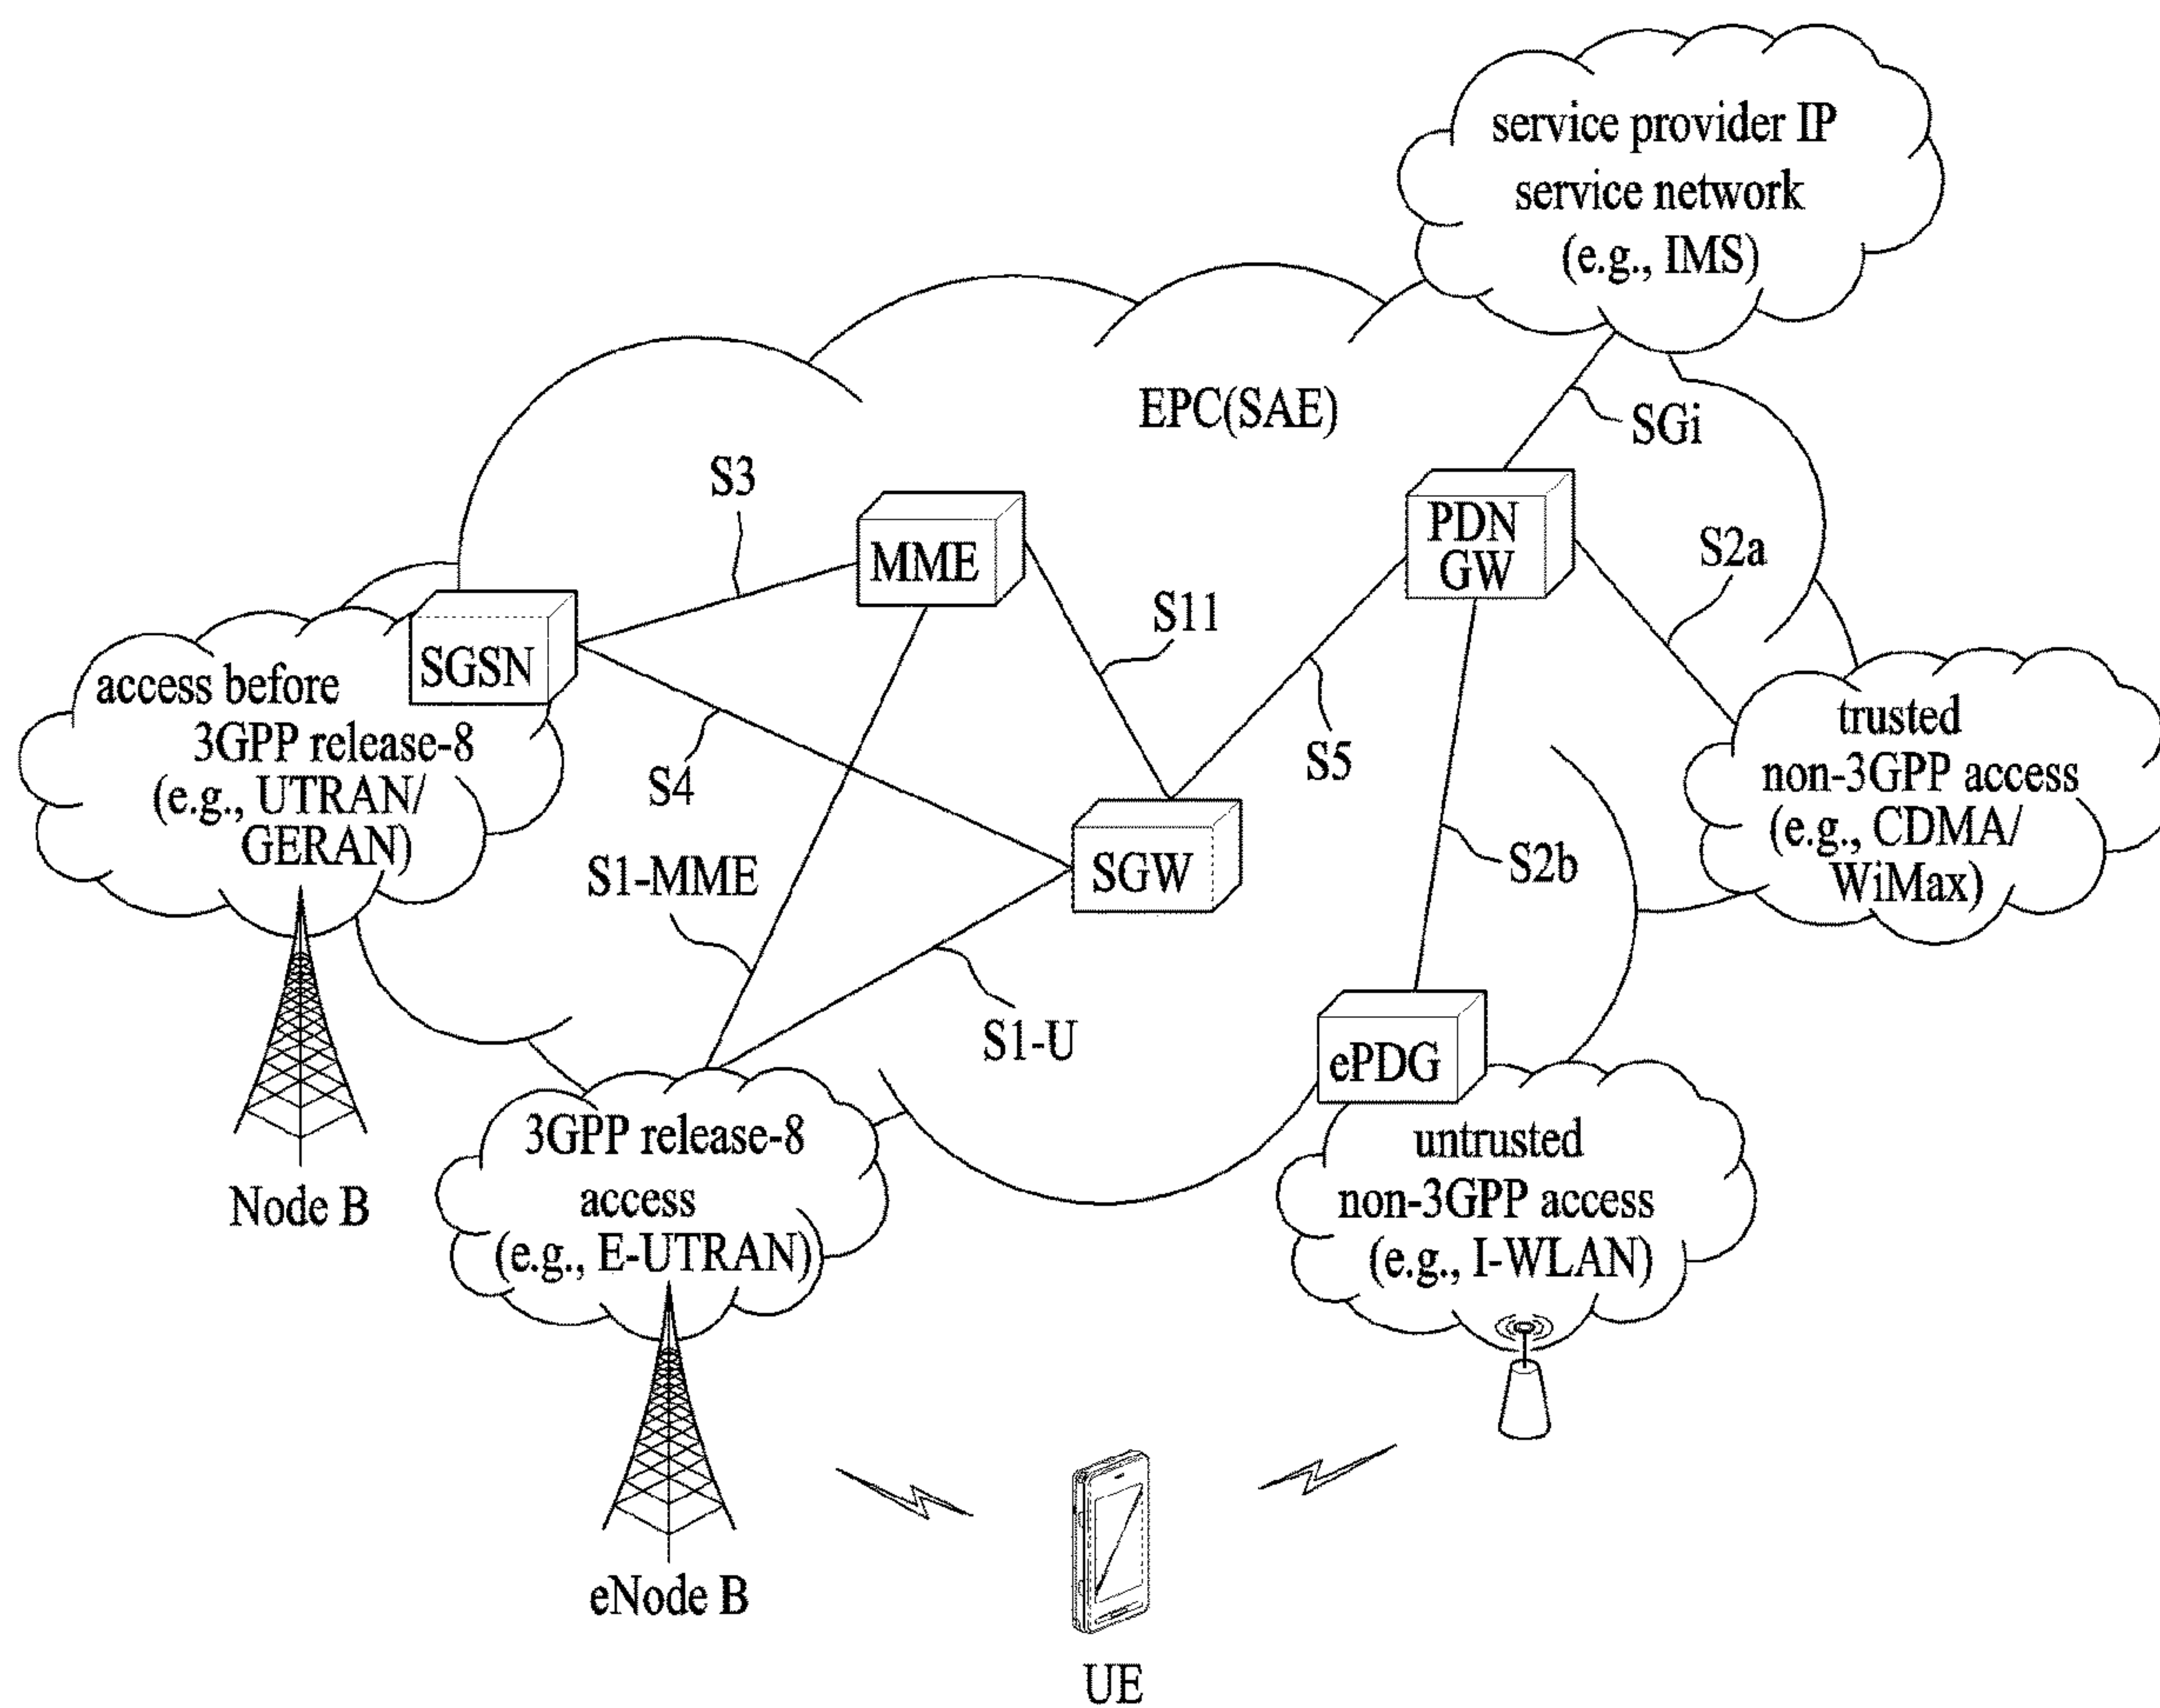 service provider IP
service network
(e.g., IMS)
EPC(SAE)
SGi
S3
MME
PDN
GW
S2a
S11
SGSN
access before
3GPP release-8
(e.g., UTRAN/
GERAN)
S4
S5
trusted
non-3GPP access
(e.g., CDMA/
WiMax)
S1-MME
SGW
S2b
S1-U
ePDG
3GPP release-8
access
(e.g., E-UTRAN)
untrusted
non-3GPP access
(e.g., I-WLAN)
Node B
eNode B
UE